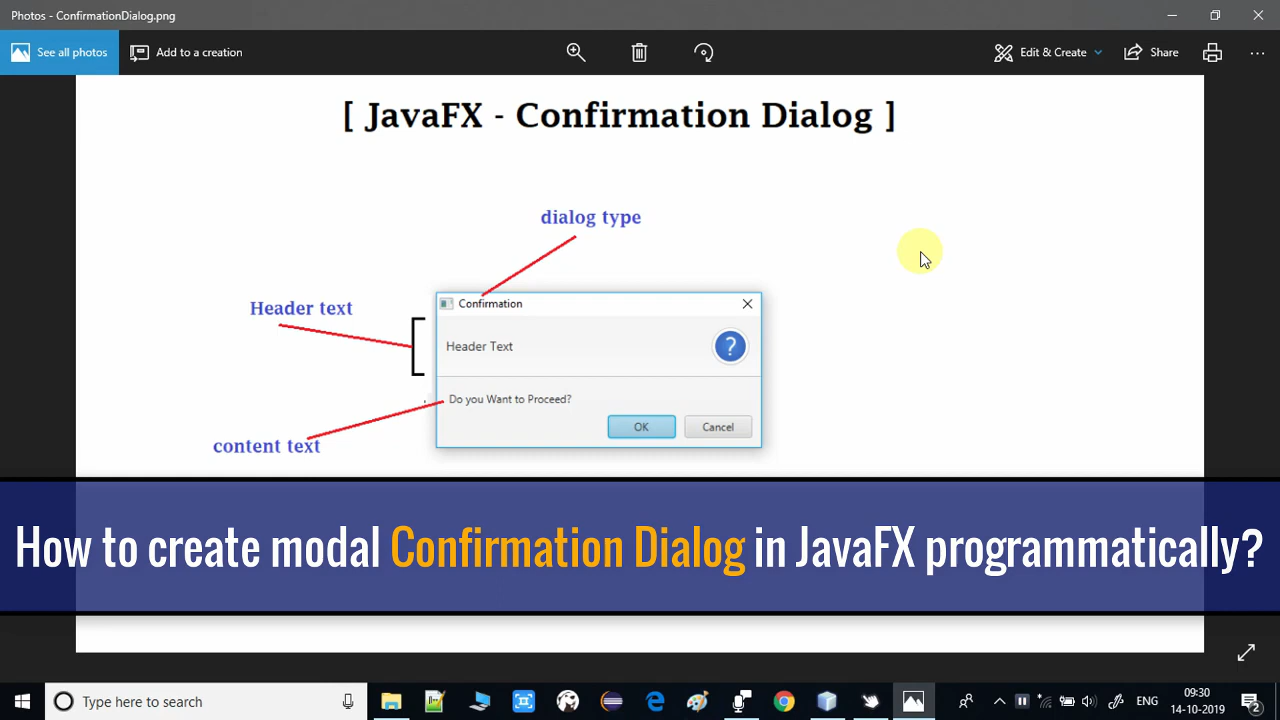 Photos - ConfirmationDialog.png
See all photos
Add to a creation
Edit & Create
Share
[ JavaFX - Confirmation Dialog ]
dialog type
Header text
Confirmation
Header Text
?
Do you Want to Proceed?
OK
Cancel
content text
How to create modal Confirmation Dialog in JavaFX programmatically?
Type here to search
ENG
09:30
14-10-2019
2